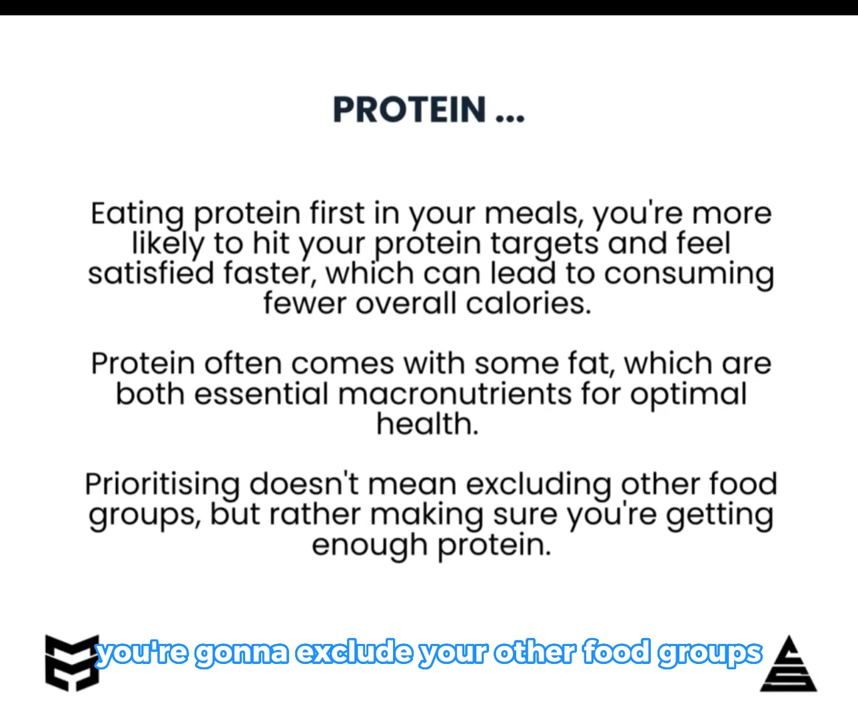 PROTEIN ...
Eating protein first in your meals, you're more
likely to hit your protein targets and feel
satisfied faster, which can lead to consuming
fewer overall calories.
Protein often comes with some fat, which are
both essential macronutrients for optimal
health.
Prioritising doesn't mean excluding other food
groups, but rather making sure you're getting
enough protein.
you're gonna exclude your other food groups